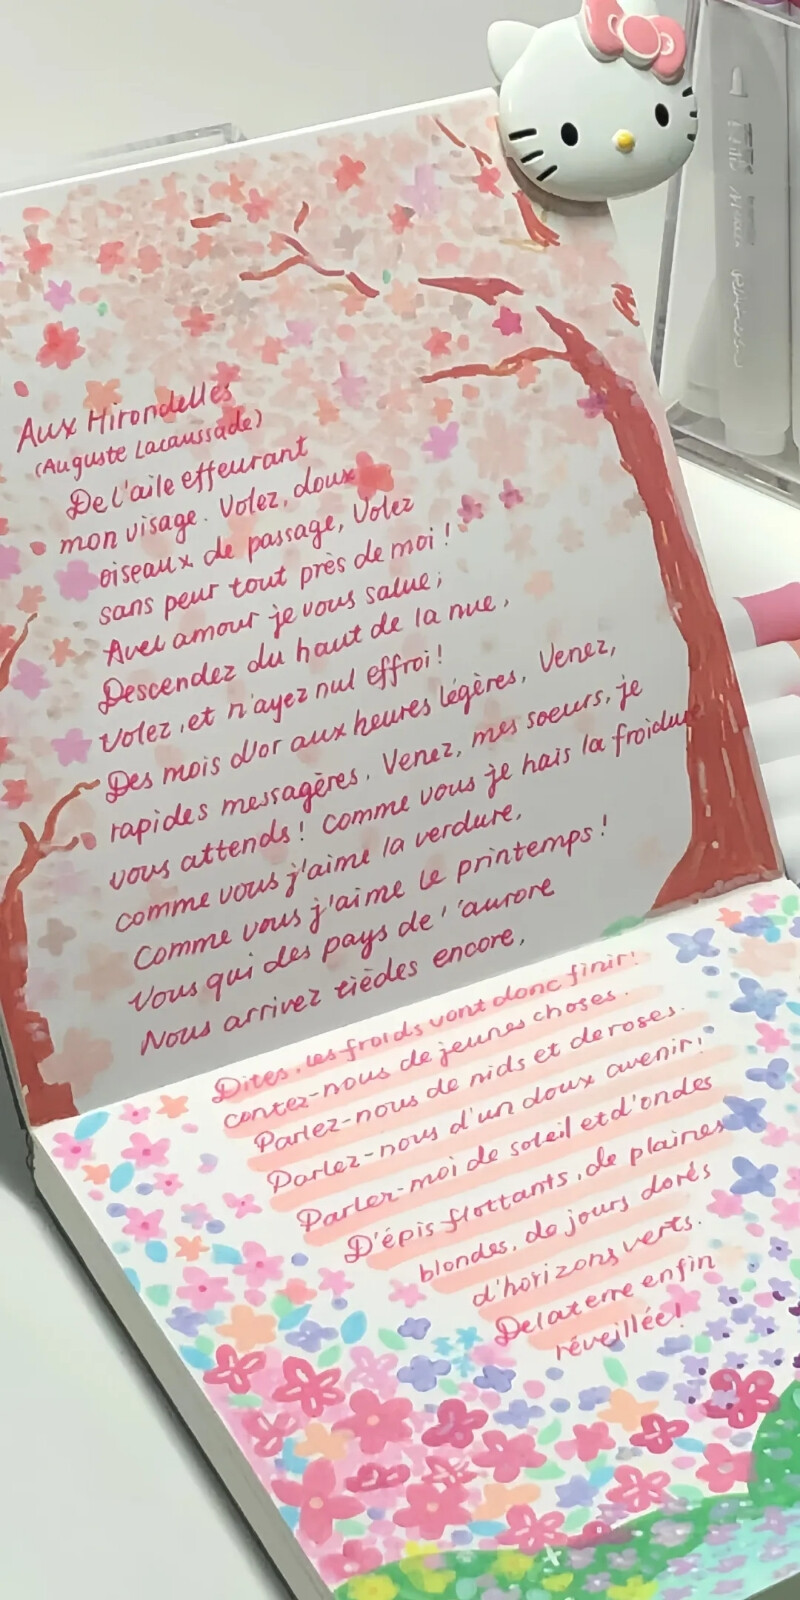 Aux Hirondelles
(Auguste Lacaussade)
De l'aile effeurant
mon visage. Volez, doux
oiseaux de passage, Volez
sans peur tout près de moi !
Avec amour je vous salue;
Descendez du haut de la nue,
Volez, et n'ayez nul effroi!
Des mois d'or aux heures légères, Venez,
rapides messagères. Venez, mes soeurs, je
vous attends! Comme vous je hais la froidure
comme vous j'aime la verdure,
Comme vous j'aime le printemps!
Vous qui des pays de l'aurore
Nous arrivez tièdes encore,
Dites, les froids vont donc finir!
contez-nous de jeunes choses.
Parlez-nous de nids et de roses.
Parlez-nous d'un doux avenir!
Parlez-moi de soleil et d'ondes
D'épis flottants, de plaines
blondes, de jours dorés
d'horizons verts.
De la terre enfin
réveillée!